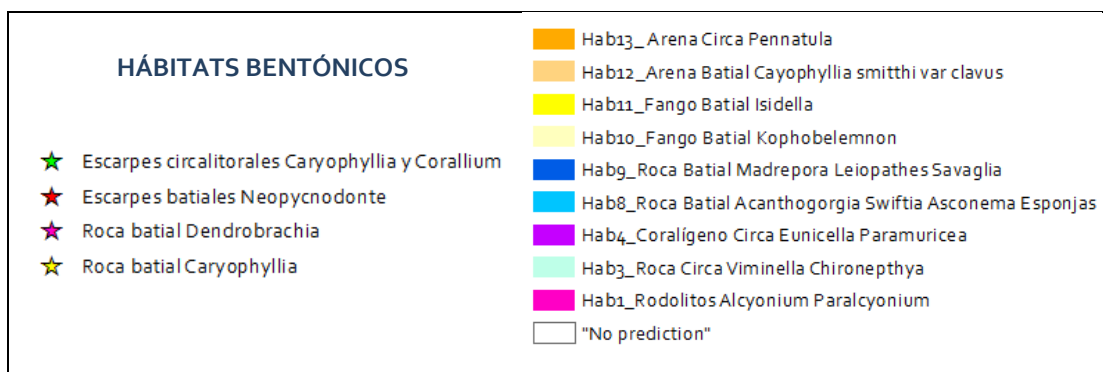 HÁBITATS BENTÓNICOS
Escarpes circalitorales Caryophyllia y Corallium
Escarpes batiales Neopycnodonte
Roca batial Dendrobrachia
Roca batial Caryophyllia
Hab13_Arena Circa Pennatula
Hab12_Arena Batial Cayophyllia smitthi var clavus
Hab11_Fango Batial Isidella
Hab10_Fango Batial Kophobelemnon
Hab9_Roca Batial Madrepora Leiopathes Savaglia
Hab8_Roca Batial Acanthogorgia Swiftia Asconema Esponjas
Hab4_Coralígeno Circa Eunicella Paramuricea
Hab3_Roca Circa Viminella Chironepthya
Hab1_Rodolitos Alcyonium Paralcyonium
"No prediction"